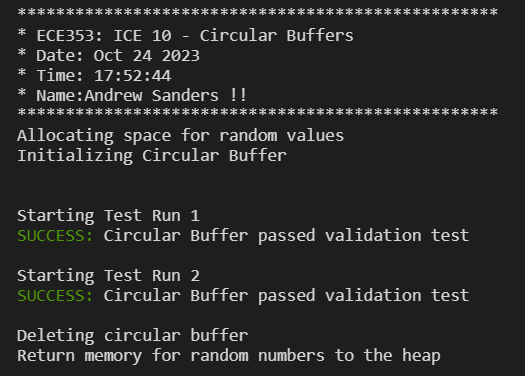 **************************************************
* ECE353: ICE 10 - Circular Buffers
* Date: Oct 24 2023
* Time: 17:52:44
* Name:Andrew Sanders !!
**************************************************
Allocating space for random values
Initializing Circular Buffer
Starting Test Run 1
SUCCESS: Circular Buffer passed validation test
Starting Test Run 2
SUCCESS: Circular Buffer passed validation test
Deleting circular buffer
Return memory for random numbers to the heap